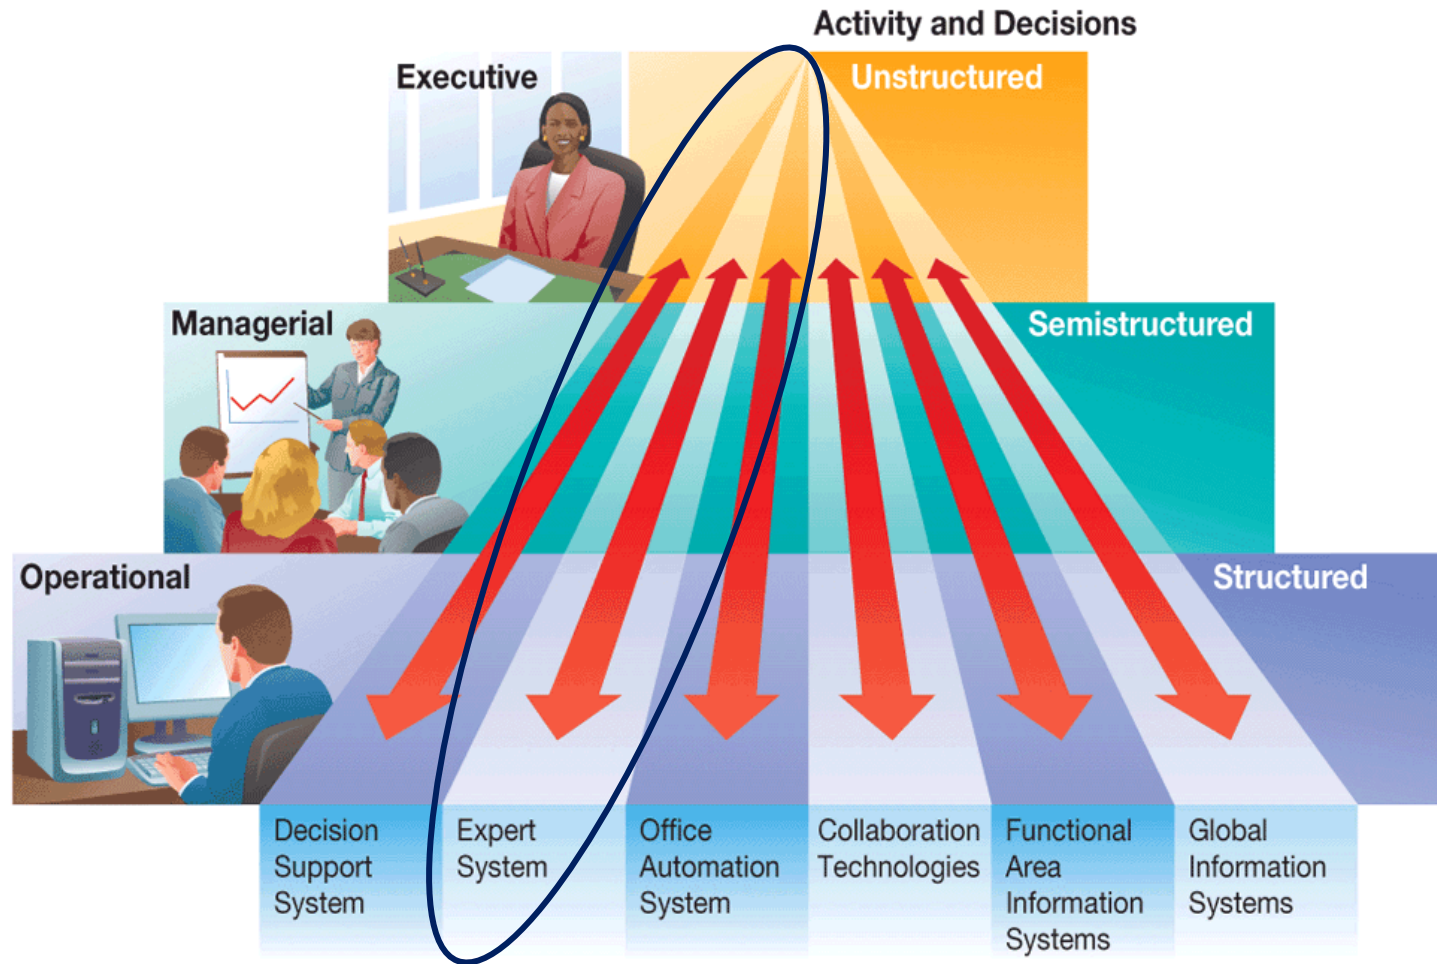 Activity and Decisions
Executive
Unstructured
Managerial
Semistructured
Operational
Structured
Decision
Support
System
Expert
System
Office
Automation
System
Collaboration
Technologies
Functional
Area
Information
Systems
Global
Information
Systems